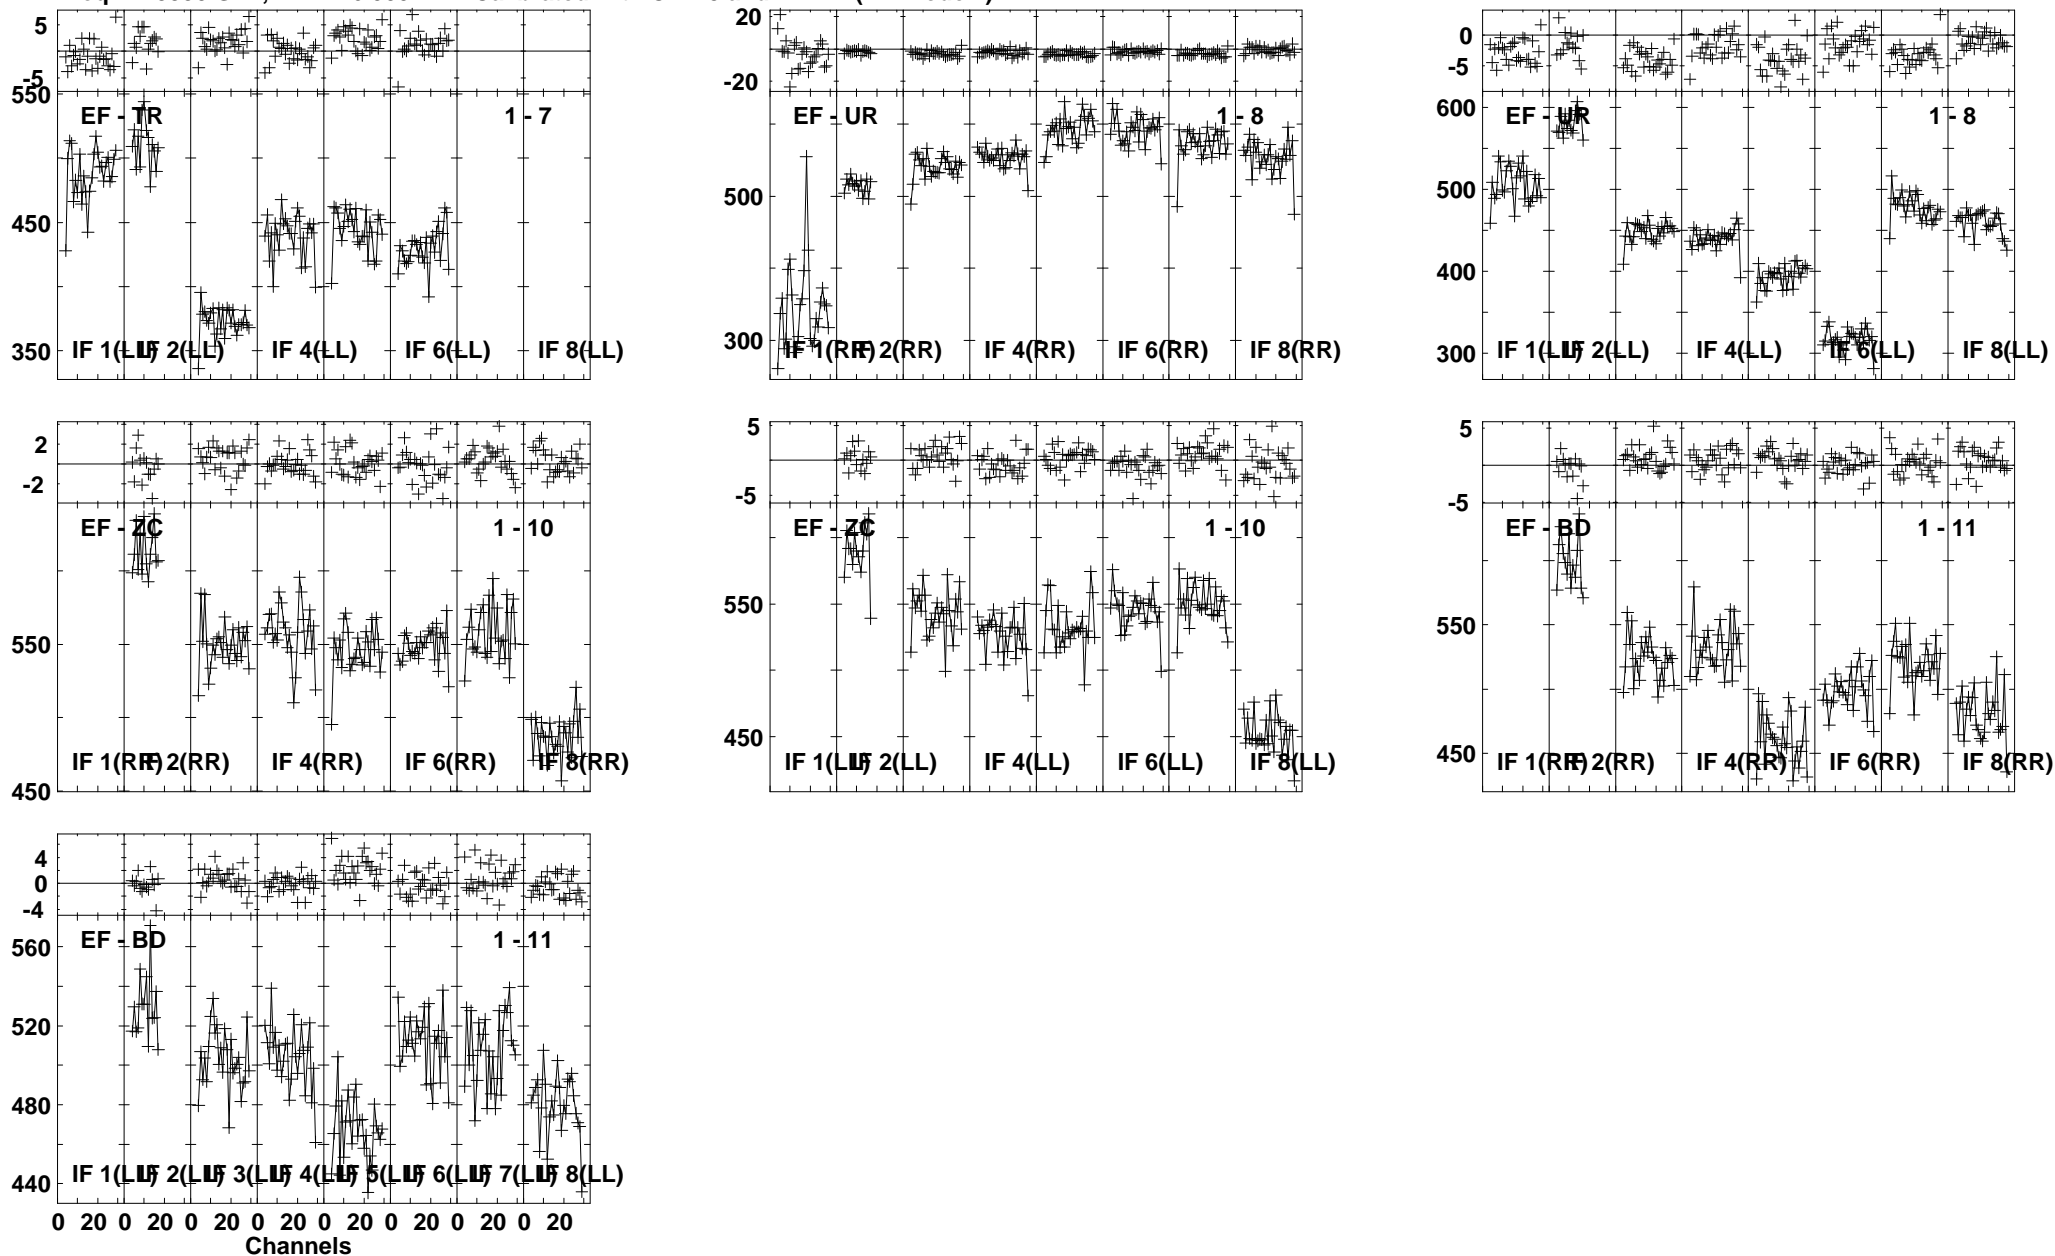 5
-5
550
450
350
EF - TR
1 - 7
IF 1(LL)
IF 2(LL)
IF 4(LL)
IF 6(LL)
IF 8(LL)
20
-20
500
300
EF - UR
1 - 8
IF 1(RR)
IF 2(RR)
IF 4(RR)
IF 6(RR)
IF 8(RR)
0
-5
600
500
400
300
EF - UR
1 - 8
IF 1(LL)
IF 2(LL)
IF 4(LL)
IF 6(LL)
IF 8(LL)
2
-2
550
450
EF - ZC
1 - 10
IF 1(RR)
IF 2(RR)
IF 4(RR)
IF 6(RR)
IF 8(RR)
5
-5
550
450
EF - ZC
1 - 10
IF 1(LL)
IF 2(LL)
IF 4(LL)
IF 6(LL)
IF 8(LL)
5
-5
550
450
EF - BD
1 - 11
IF 1(RR)
IF 2(RR)
IF 4(RR)
IF 6(RR)
IF 8(RR)
4
0
-4
560
520
480
440
EF - BD
1 - 11
IF 1(LL)
IF 2(LL)
IF 3(LL)
IF 4(LL)
IF 5(LL)
IF 6(LL)
IF 7(LL)
IF 8(LL)
0 20 0 20 0 20 0 20 0 20 0 20 0 20 0 20
Channels